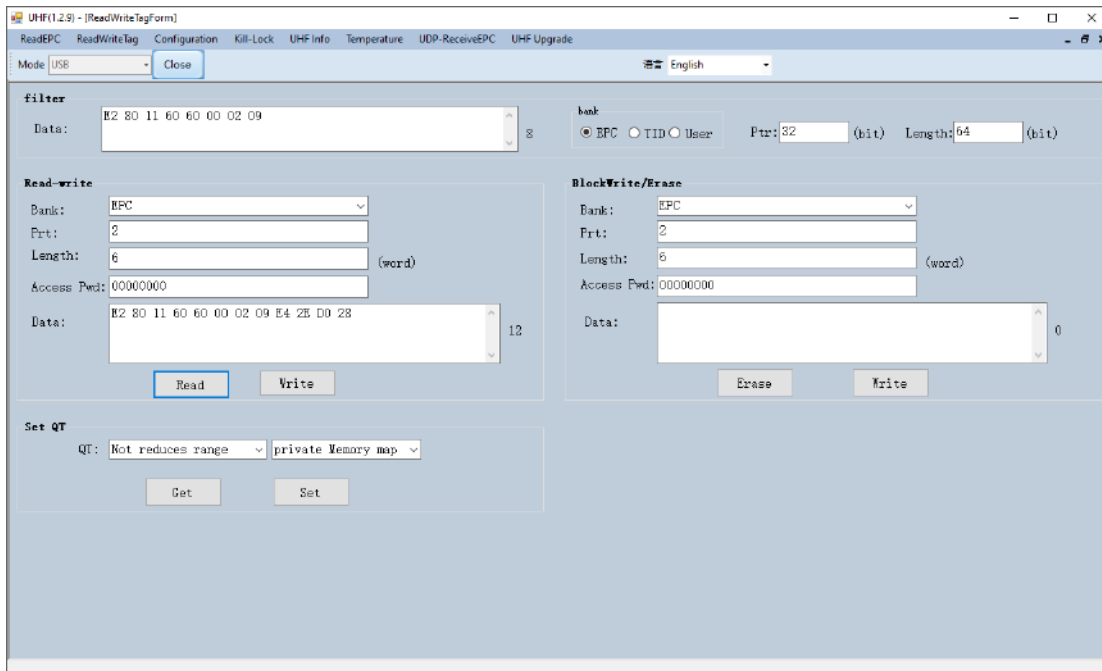 UHF(1.2.9) - [ReadWriteTagForm]
ReadEPC ReadWriteTag Configuration Kill-Lock UHF Info Temperature UDP-ReceiveEPC UHF Upgrade
Mode USB Close 语言 English
filter
Data: E2 80 11 60 60 00 02 09 8
bank
EPC TID User Ptr: 32 (bit) Length: 64 (bit)
Read-write BlockWrite/Erase
Bank: EPC Bank: EPC
Prt: 2 Prt: 2
Length: 6 (word) Length: 6 (word)
Access Pwd: 00000000 Access Pwd: 00000000
Data: E2 80 11 60 60 00 02 09 E4 2E D0 28 12 Data: 0
Read Write Erase Write
Set QT
QT: Not reduces range private Memory map
Get Set